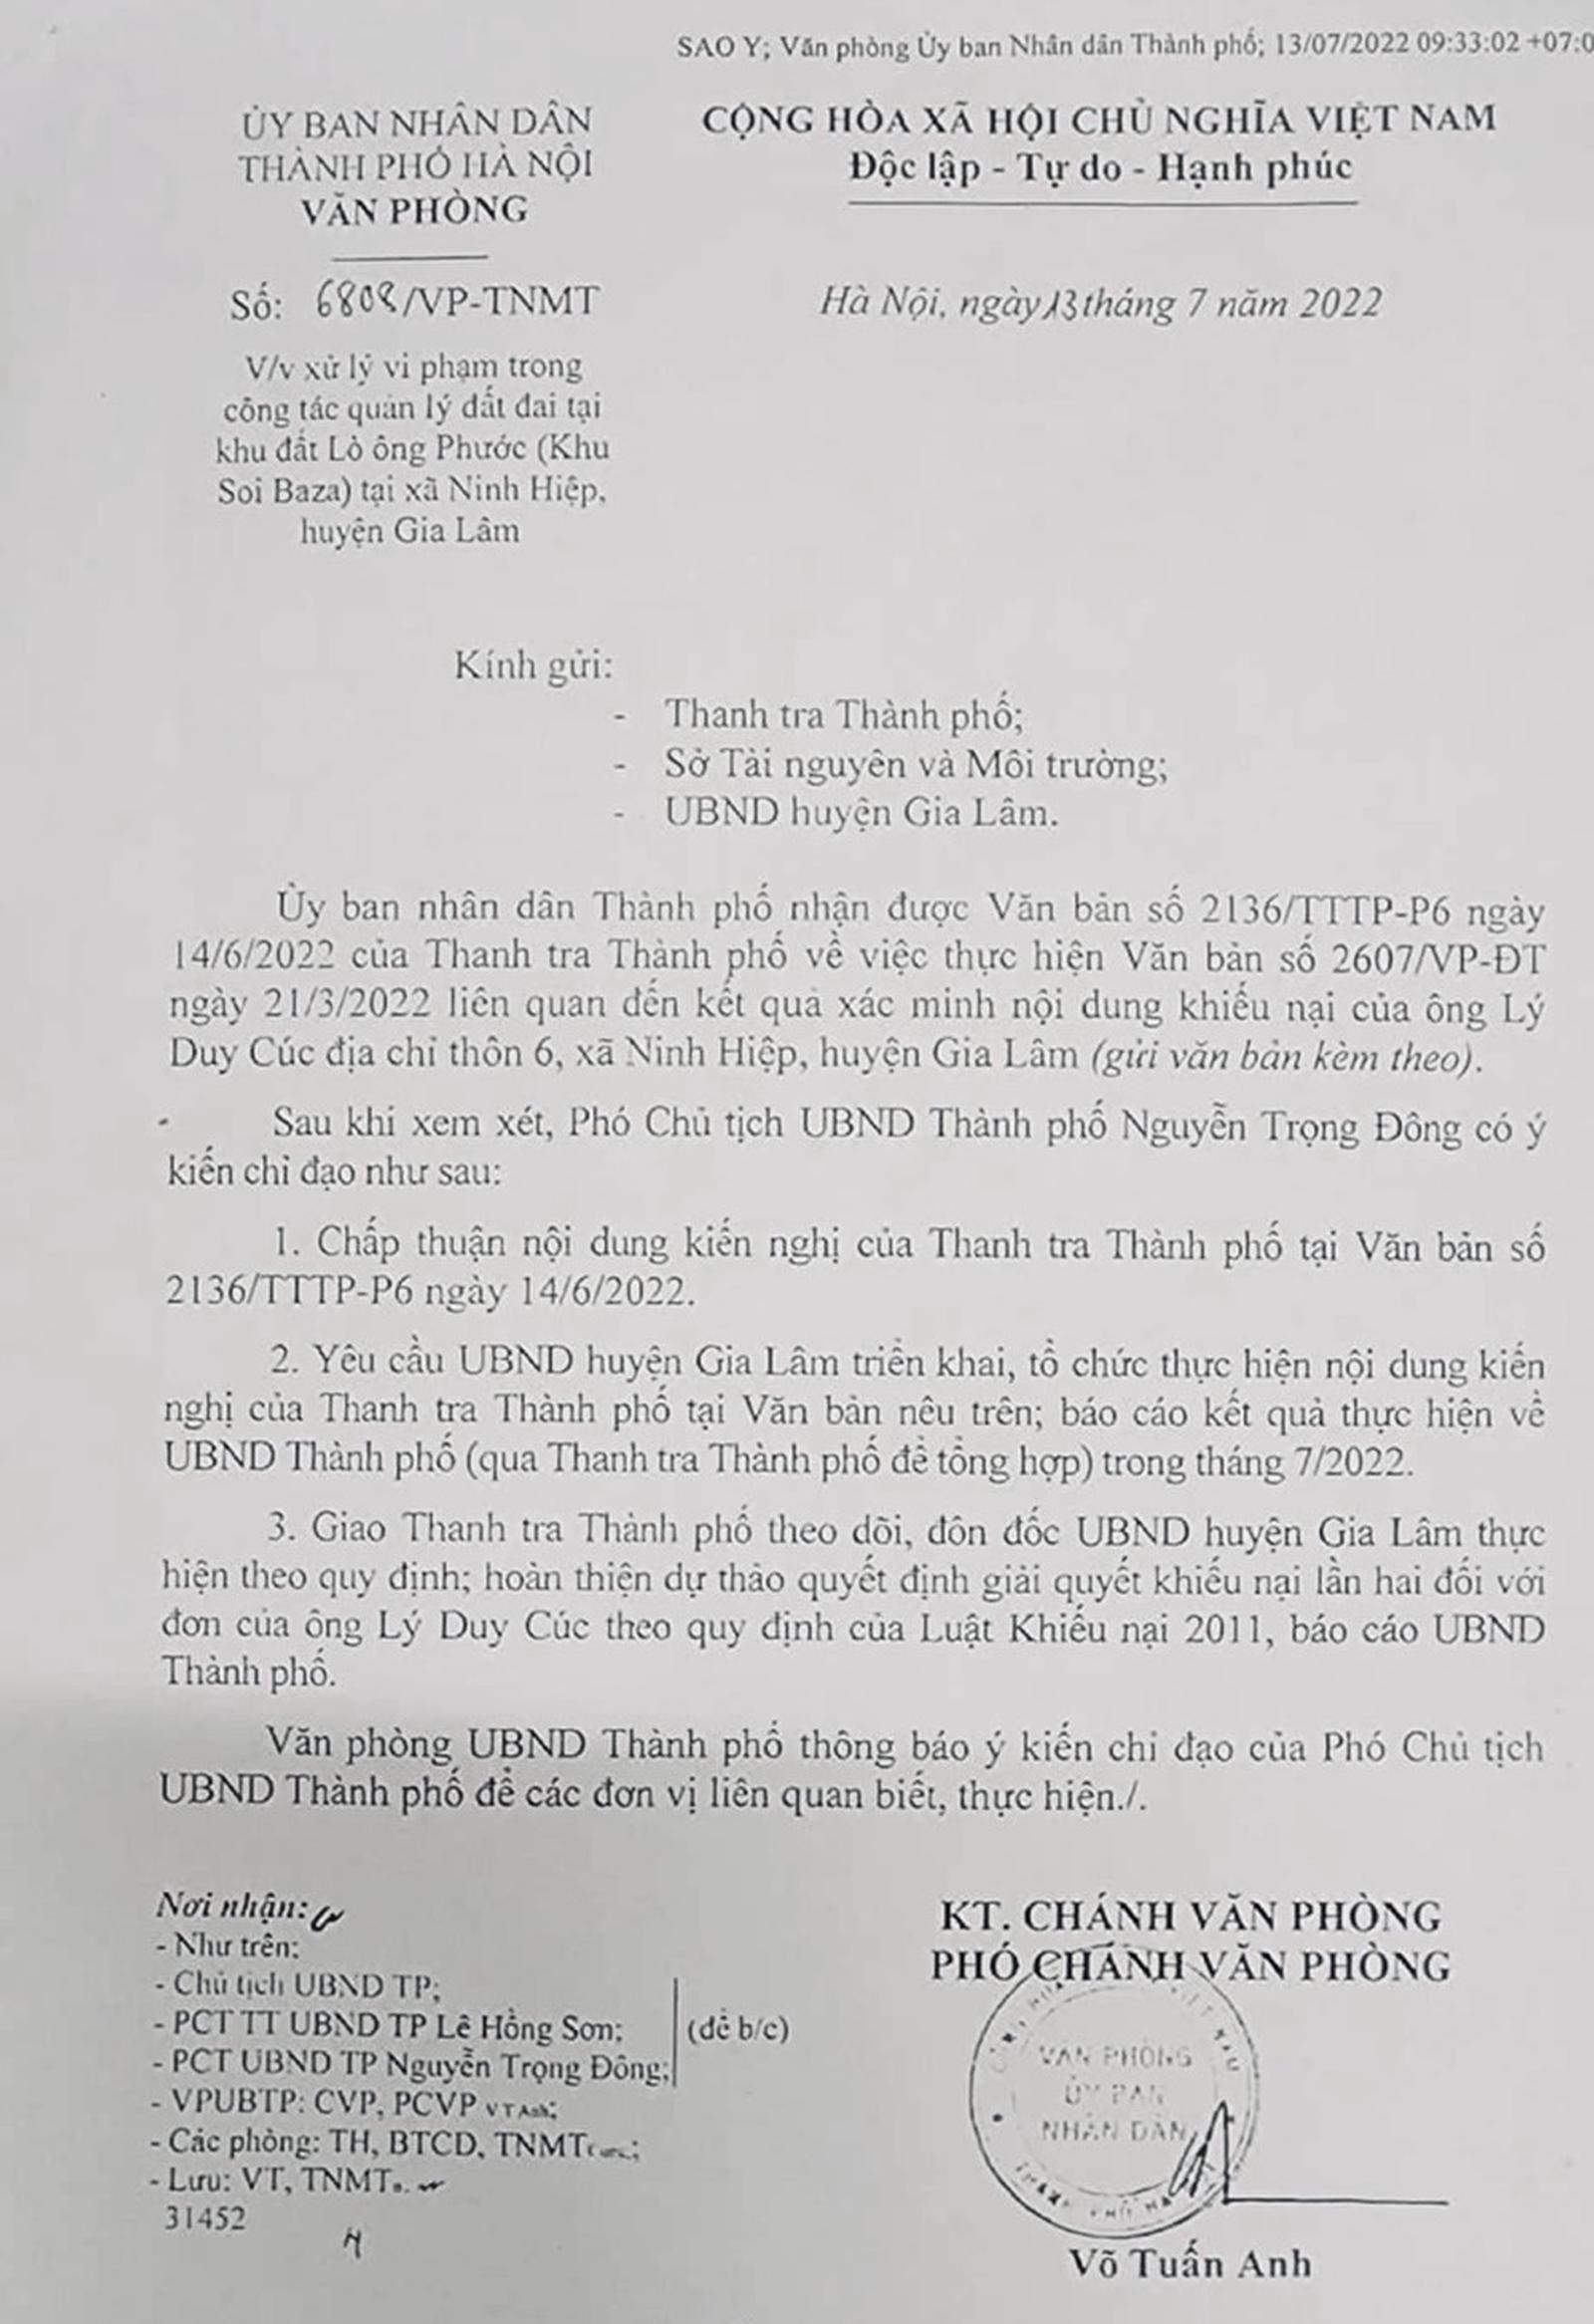 SAO Y; Văn phòng Ủy ban Nhân dân Thành phố; 13/07/2022 09:33:02 +07:0
ỦY BAN NHÂN DÂN
THÀNH PHỐ HÀ NỘI
VĂN PHÒNG
CỘNG HÒA XÃ HỘI CHỦ NGHĨA VIỆT NAM
Độc lập - Tự do - Hạnh phúc
Số: 6808/VP-TNMT
Hà Nội, ngày 13 tháng 7 năm 2022
V/v xử lý vi phạm trong
công tác quản lý đất đai tại
khu đất Lò ông Phước (Khu
Soi Baza) tại xã Ninh Hiệp,
huyện Gia Lâm
Kính gửi:
- Thanh tra Thành phố;
- Sở Tài nguyên và Môi trường;
- UBND huyện Gia Lâm.
Ủy ban nhân dân Thành phố nhận được Văn bản số 2136/TTTP-P6 ngày
14/6/2022 của Thanh tra Thành phố về việc thực hiện Văn bản số 2607/VP-ĐT
ngày 21/3/2022 liên quan đến kết quả xác minh nội dung khiếu nại của ông Lý
Duy Cúc địa chỉ thôn 6, xã Ninh Hiệp, huyện Gia Lâm (gửi văn bản kèm theo).
Sau khi xem xét, Phó Chủ tịch UBND Thành phố Nguyễn Trọng Đông có ý
kiến chỉ đạo như sau:
1. Chấp thuận nội dung kiến nghị của Thanh tra Thành phố tại Văn bản số
2136/TTTP-P6 ngày 14/6/2022.
2. Yêu cầu UBND huyện Gia Lâm triển khai, tổ chức thực hiện nội dung kiến
nghị của Thanh tra Thành phố tại Văn bản nêu trên; báo cáo kết quả thực hiện về
UBND Thành phố (qua Thanh tra Thành phố để tổng hợp) trong tháng 7/2022.
3. Giao Thanh tra Thành phố theo dõi, đôn đốc UBND huyện Gia Lâm thực
hiện theo quy định; hoàn thiện dự thảo quyết định giải quyết khiếu nại lần hai đối với
đơn của ông Lý Duy Cúc theo quy định của Luật Khiếu nại 2011, báo cáo UBND
Thành phố.
Văn phòng UBND Thành phố thông báo ý kiến chỉ đạo của Phó Chủ tịch
UBND Thành phố để các đơn vị liên quan biết, thực hiện./.
Nơi nhận:
- Như trên;
- Chủ tịch UBND TP;
- PCT TT UBND TP Lê Hồng Sơn;
- PCT UBND TP Nguyễn Trọng Đông;
(để b/c)
- VPUBTP: CVP, PCVP V T Anh;
- Các phòng: TH, BTCD, TNMT
- Lưu: VT, TNMT
31452
KT. CHÁNH VĂN PHÒNG
PHÓ CHÁNH VĂN PHÒNG
VĂN PHÒNG
ỦY BAN
NHÂN DÂN
Võ Tuấn Anh